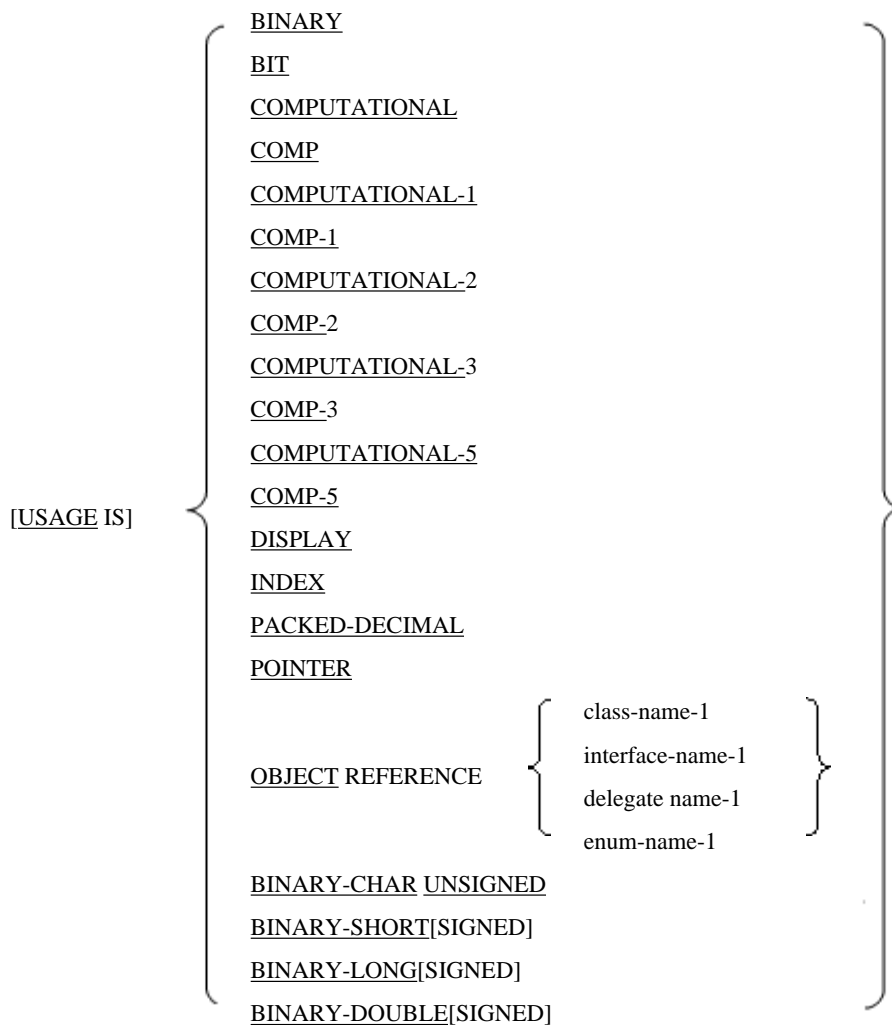 BINARY
BIT
COMPUTATIONAL
COMP
COMPUTATIONAL-1
COMP-1
COMPUTATIONAL-2
COMP-2
COMPUTATIONAL-3
COMP-3
COMPUTATIONAL-5
COMP-5
[USAGE IS]
DISPLAY
INDEX
PACKED-DECIMAL
POINTER
OBJECT REFERENCE
class-name-1
interface-name-1
delegate name-1
enum-name-1
BINARY-CHAR UNSIGNED
BINARY-SHORT[SIGNED]
BINARY-LONG[SIGNED]
BINARY-DOUBLE[SIGNED]